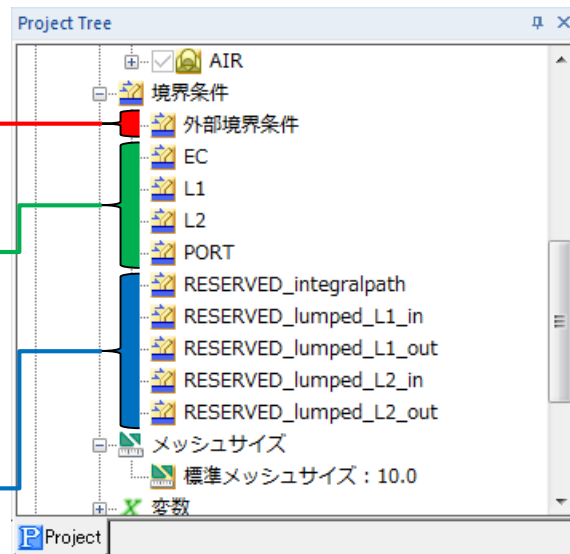 Project Tree
AIR
境界条件
外部境界条件
EC
L1
L2
PORT
RESERVED_integralpath
RESERVED_lumped_L1_in
RESERVED_lumped_L1_out
RESERVED_lumped_L2_in
RESERVED_lumped_L2_out
メッシュサイズ
標準メッシュサイズ：10.0
変数
Project